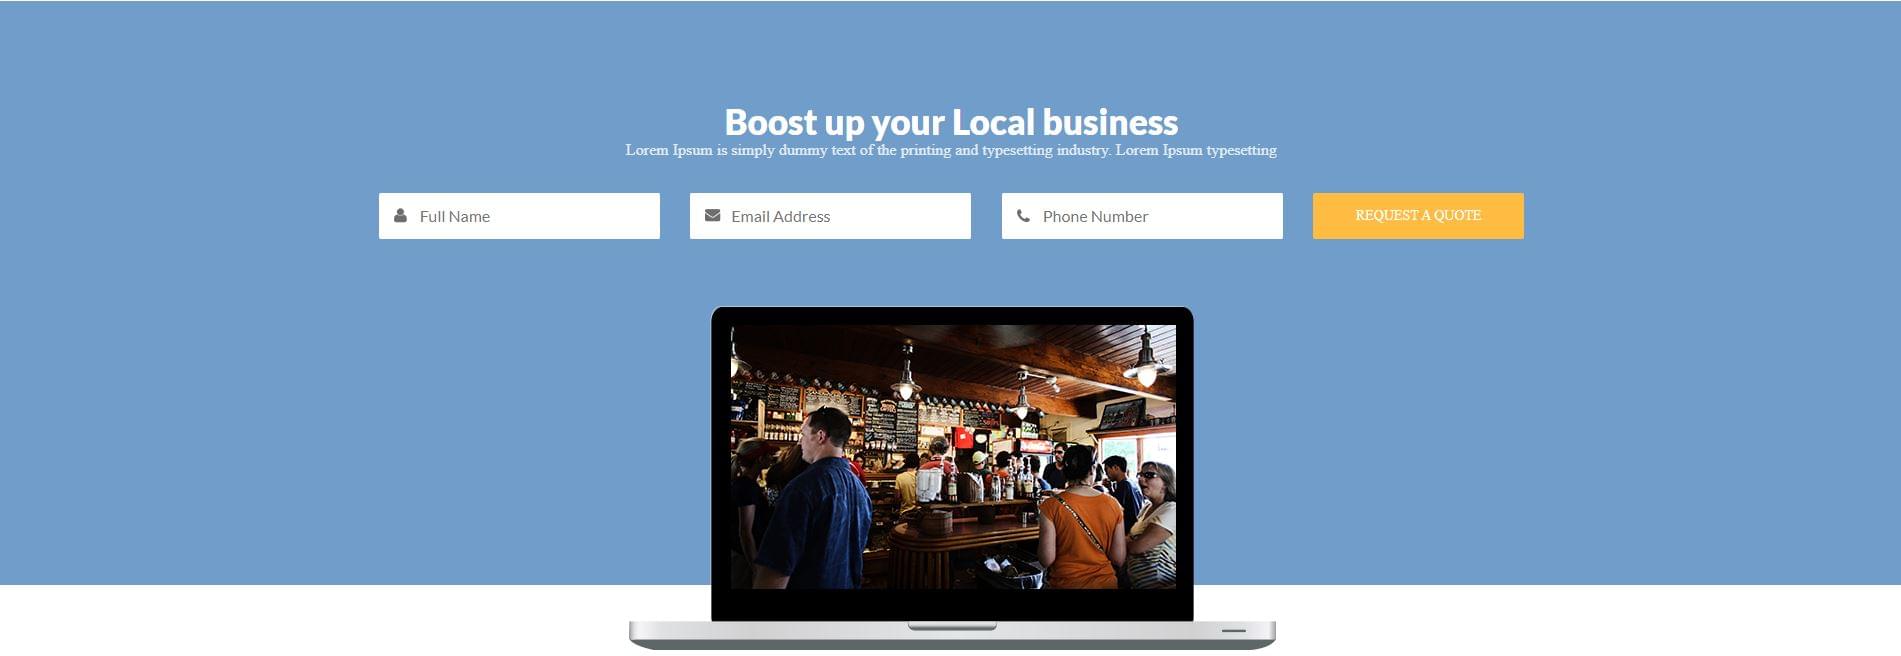 Boost up your Local business
Lorem Ipsum is simply dummy text of the printing and typesetting industry. Lorem Ipsum typesetting
Full Name
Email Address
Phone Number
REQUEST A QUOTE